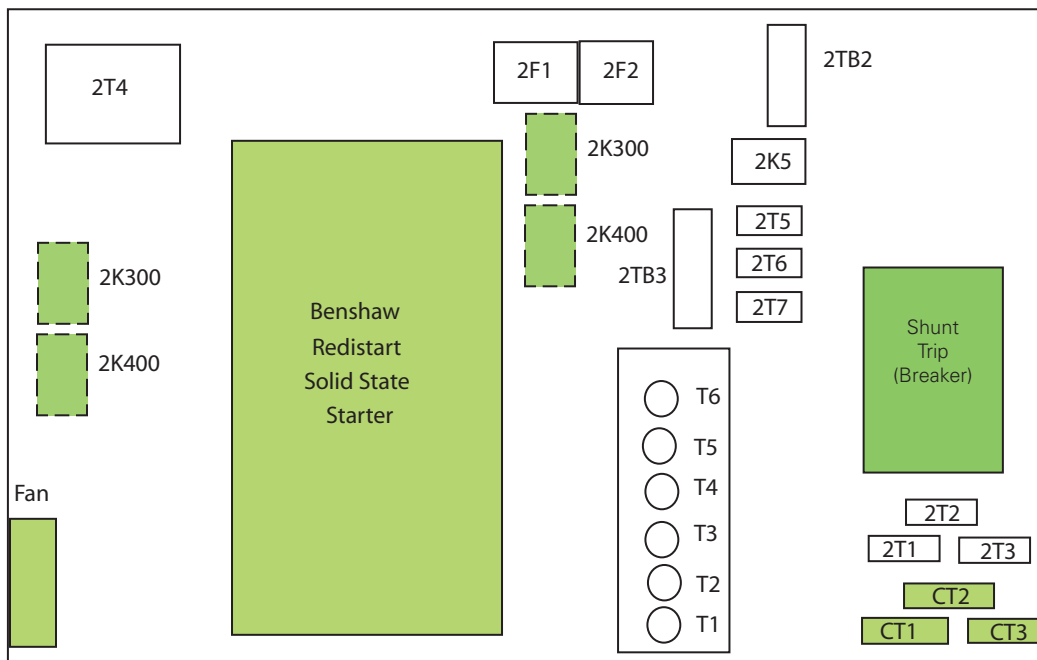 2T4
2F1
2F2
2TB2
2K300
2K5
2K400
2T5
2T6
2TB3
2T7
2K300
2K400
Benshaw
Redistart
Solid State
Starter
Shunt
Trip
(Breaker)
T6
T5
T4
T3
T2
T1
Fan
2T2
2T1
2T3
CT2
CT1
CT3